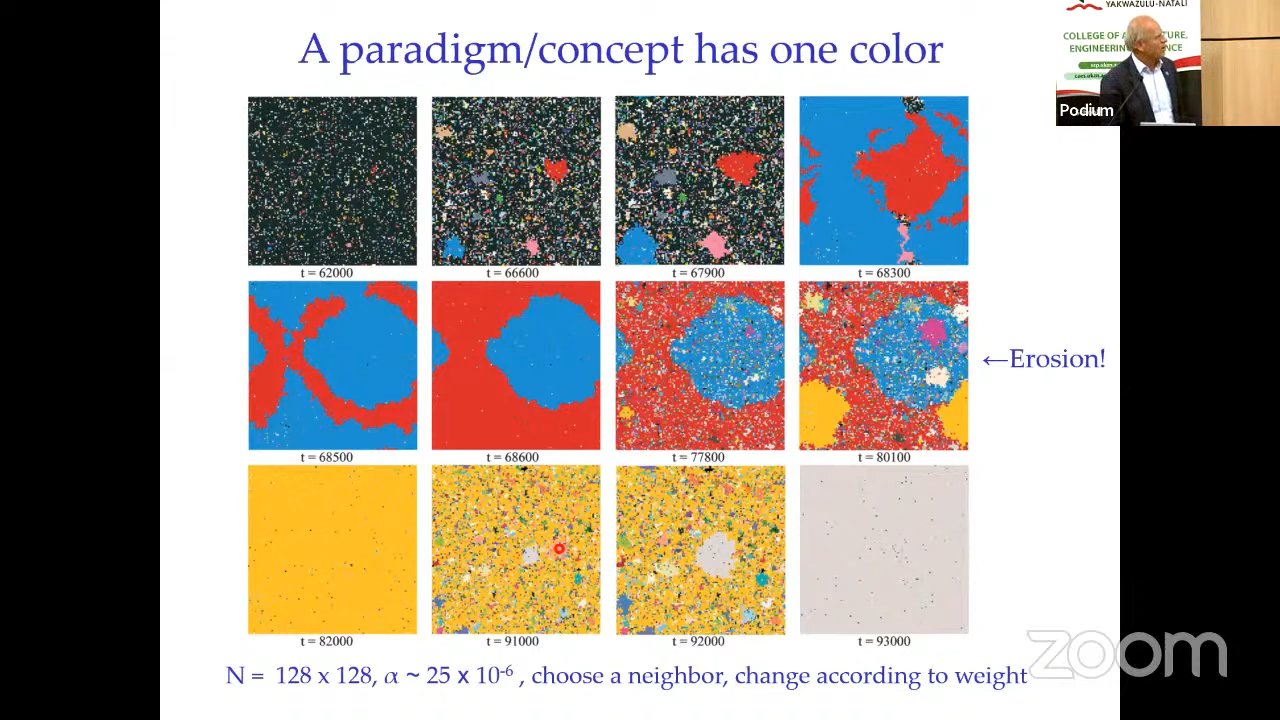 A paradigm/concept has one color
YAKWAZULU-NATALI
COLLEGE OF
ENGINEERING
Podium
t = 62000
t = 66600
t = 67900
t = 68300
t = 68500
t = 68600
t = 77800
t = 80100
←Erosion!
t = 82000
t = 91000
t = 92000
t = 93000
N = 128 x 128, α ~ 25 x 10⁻⁶ , choose a neighbor, change according to weight
zoom